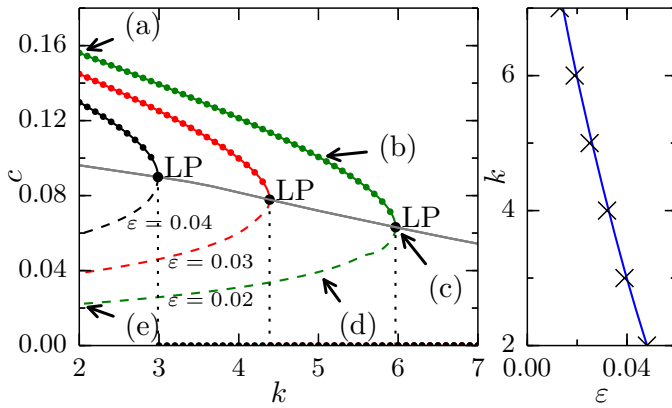 0.16
(a)
0.12
(b)
c
LP
0.08
LP
LP
ε = 0.04
0.04
ε = 0.03
ε = 0.02
(c)
(e)
(d)
0.00
2 3 4 5 6 7
k
6
k
4
2
0.00 0.04
ε